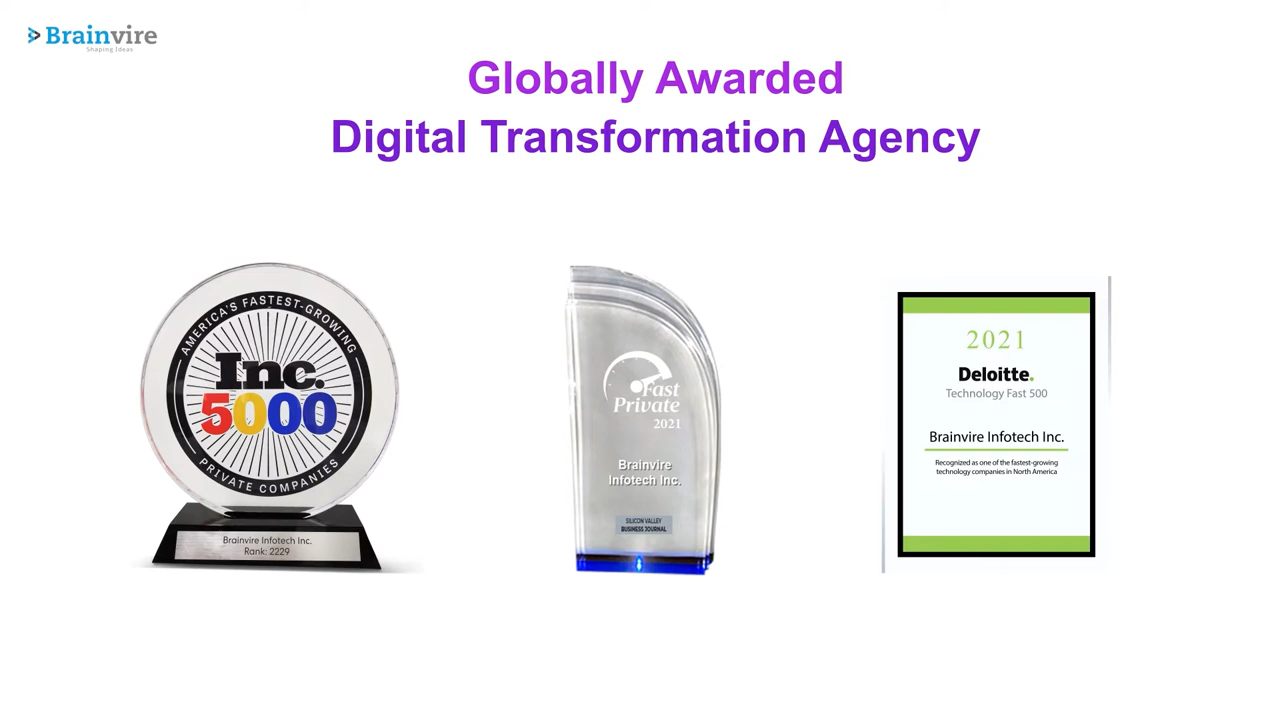 Brainvire
Shaping Ideas
Globally Awarded
Digital Transformation Agency
AMERICA'S FASTEST-GROWING
Inc.
5000
PRIVATE COMPANIES
Brainvire Infotech Inc.
Rank: 2229
Fast
Private
2021
Brainvire
Infotech Inc.
SILICON VALLEY
BUSINESS JOURNAL
2021
Deloitte.
Technology Fast 500
Brainvire Infotech Inc.
Recognized as one of the fastest-growing
technology companies in North America